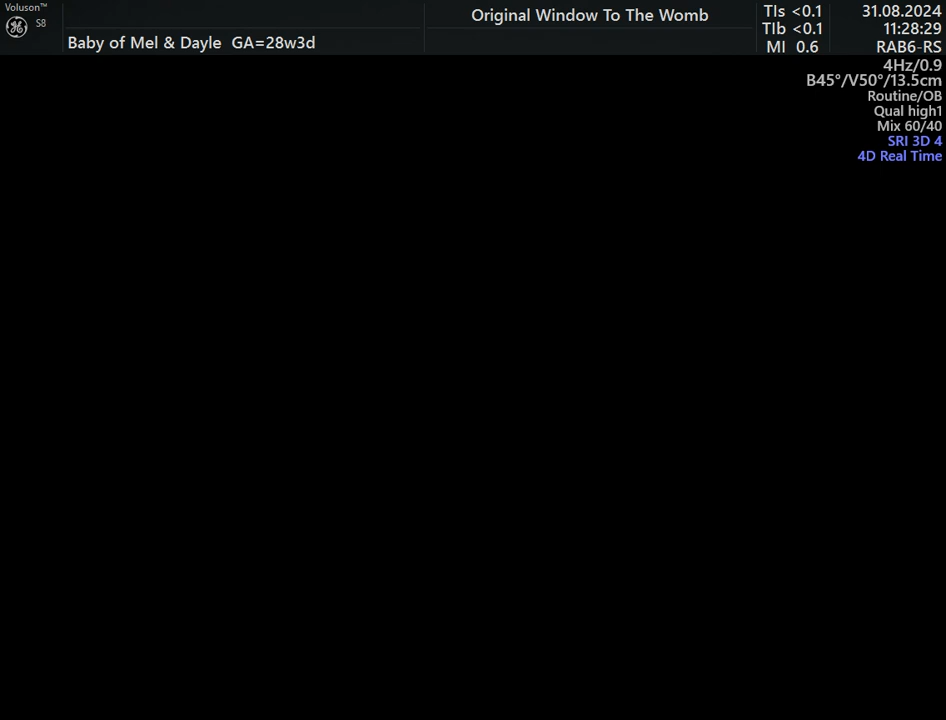 Voluson™
S8
Baby of Mel & Dayle GA=28w3d
Original Window To The Womb
TIs <0.1
TIb <0.1
MI 0.6
31.08.2024
11:28:29
RAB6-RS
4Hz/0.9
B45°/V50°/13.5cm
Routine/OB
Qual high1
Mix 60/40
SRI 3D 4
4D Real Time